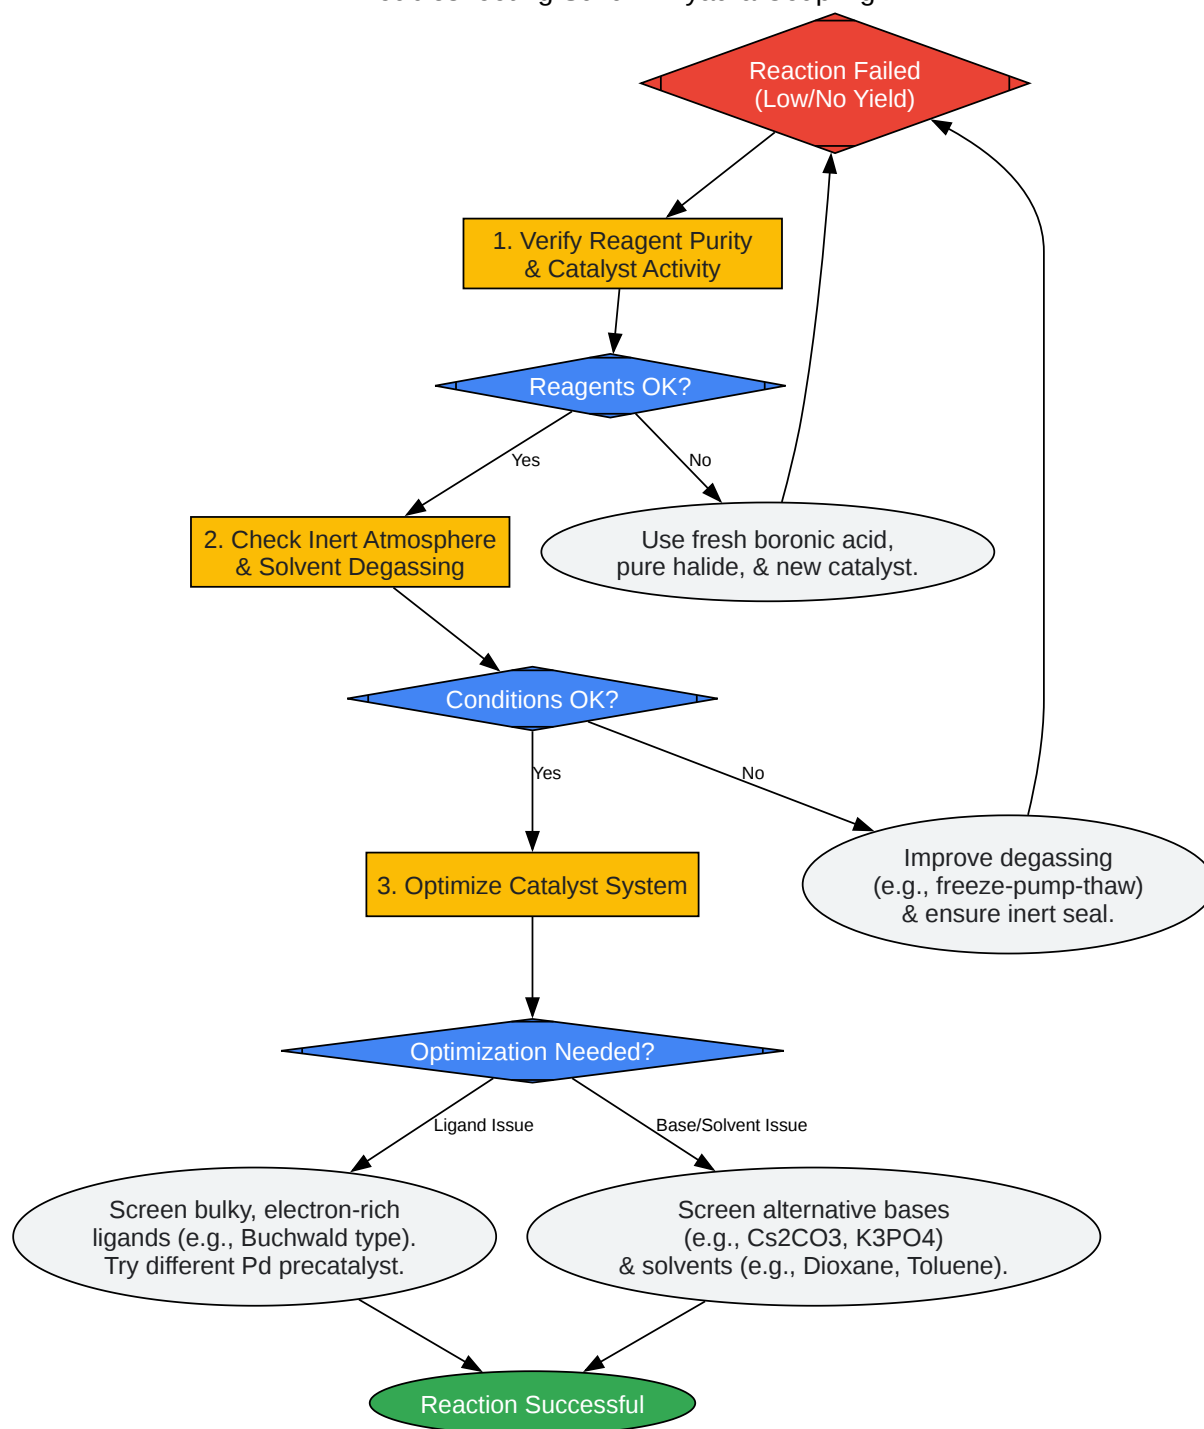 Reaction Failed
(Low/No Yield)
1. Verify Reagent Purity
& Catalyst Activity
Reagents OK?
Yes
No
2. Check Inert Atmosphere
& Solvent Degassing
Use fresh boronic acid,
pure halide, & new catalyst.
Conditions OK?
Yes
No
3. Optimize Catalyst System
Improve degassing
(e.g., freeze-pump-thaw)
& ensure inert seal.
Optimization Needed?
Ligand Issue
Base/Solvent Issue
Screen bulky, electron-rich
ligands (e.g., Buchwald type).
Try different Pd precatalyst.
Screen alternative bases
(e.g., Cs2CO3, K3PO4)
& solvents (e.g., Dioxane, Toluene).
Reaction Successful